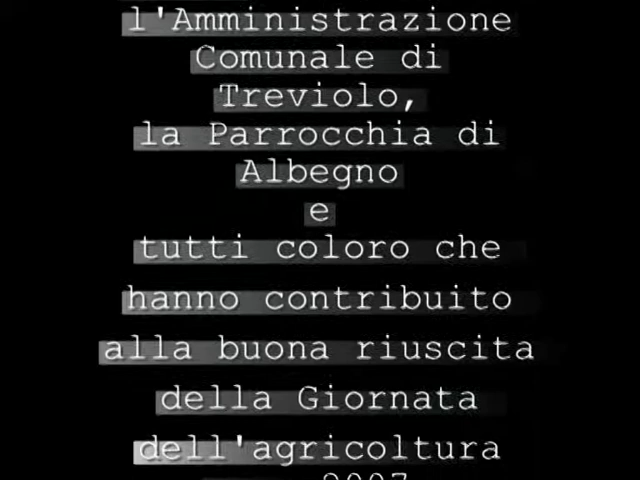 l'Amministrazione
Comunale di
Treviolo,
la Parrocchia di
Albegno
e
tutti coloro che
hanno contribuito
alla buona riuscita
della Giornata
dell'agricoltura
2007